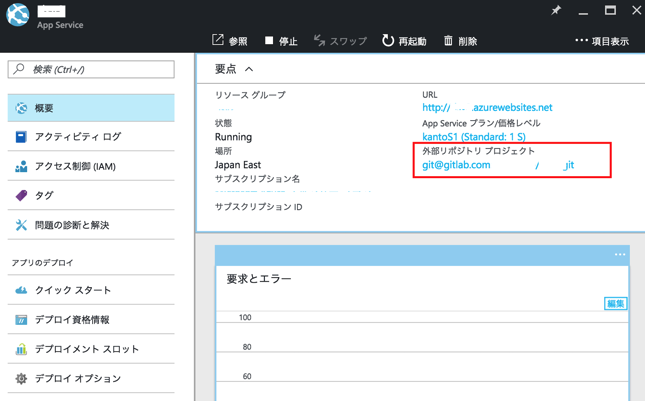 App Service
参照
停止
スワップ
再起動
削除
項目表示
検索 (Ctrl+/)
概要
アクティビティ ログ
アクセス制御 (IAM)
タグ
問題の診断と解決
アプリのデプロイ
クイック スタート
デプロイ資格情報
デプロイメント スロット
デプロイ オプション
要点
リソース グループ
状態
Running
場所
Japan East
サブスクリプション名
サブスクリプション ID
URL
http:/ .azurewebsites.net
App Service プラン/価格レベル
kantoS1 (Standard: 1 S)
外部リポジトリ プロジェクト
git@gitlab.com / jit
要求とエラー
編集
100
80
60